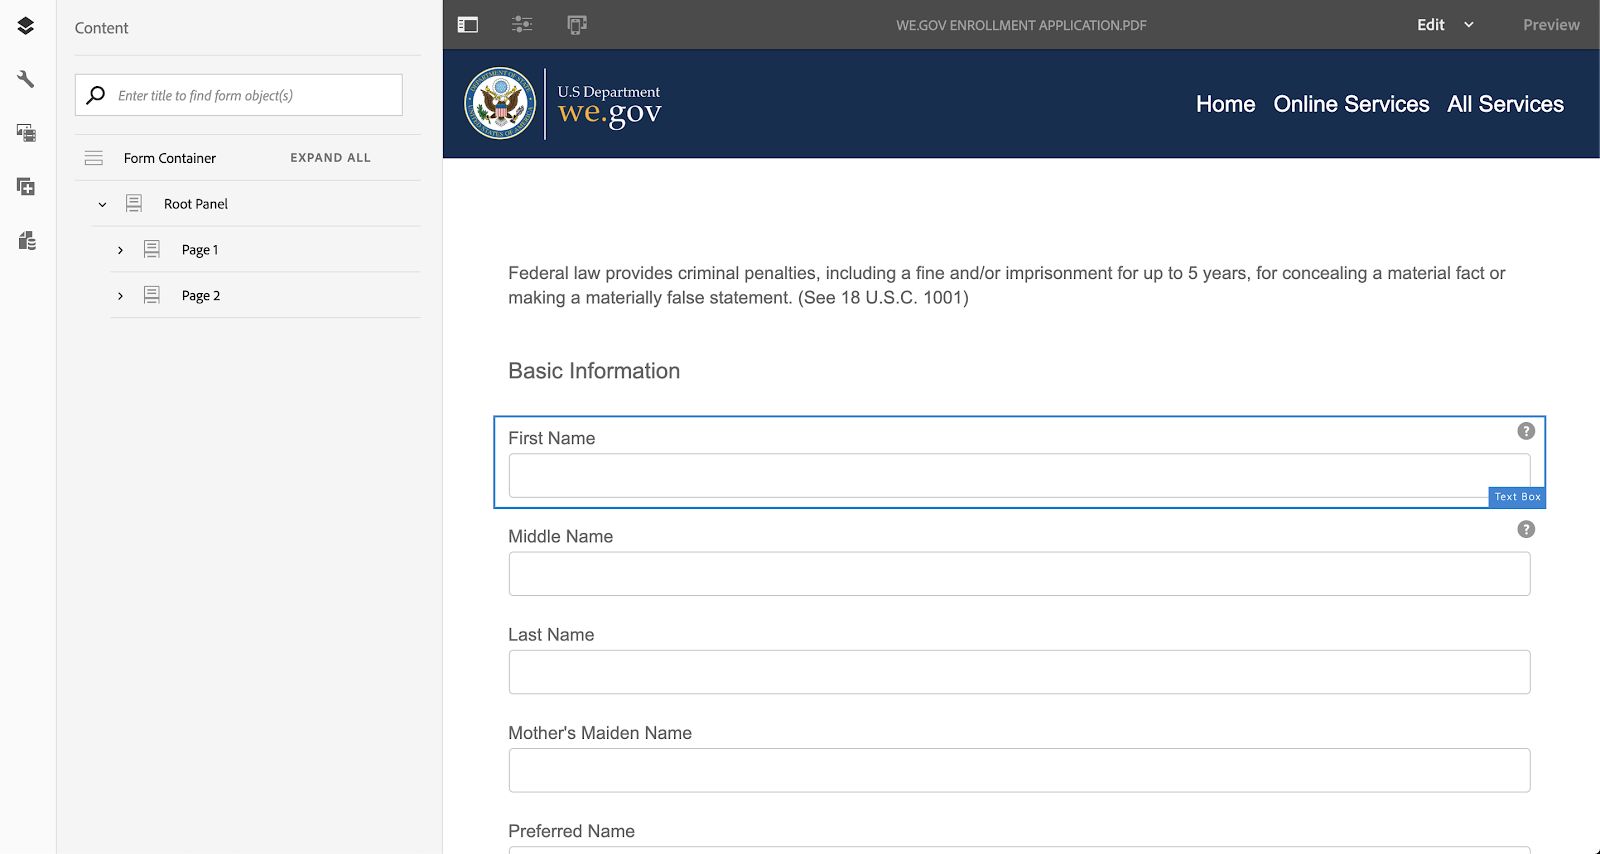 Content
Enter title to find form object(s)
Form Container EXPAND ALL
Root Panel
Page 1
Page 2
WE.GOV ENROLLMENT APPLICATION.PDF Edit Preview
U.S Department
we.gov
Home Online Services All Services
Federal law provides criminal penalties, including a fine and/or imprisonment for up to 5 years, for concealing a material fact or
making a materially false statement. (See 18 U.S.C. 1001)
Basic Information
First Name ?
Text Box
Middle Name ?
Last Name
Mother's Maiden Name
Preferred Name